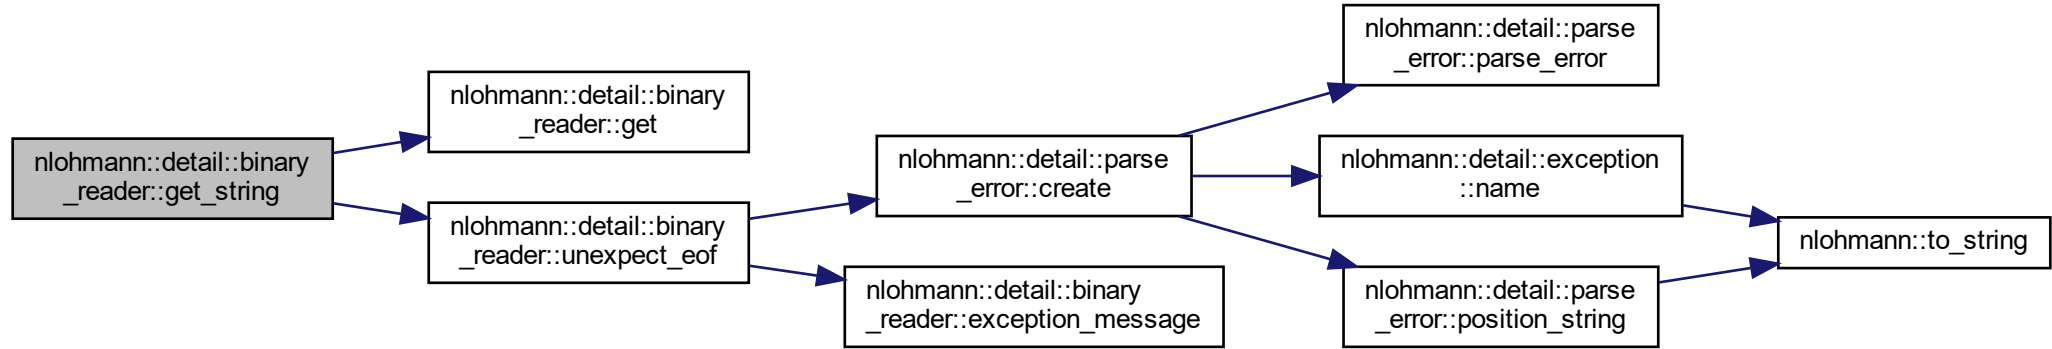 nlohmann::detail::binary
_reader::get_string
nlohmann::detail::binary
_reader::get
nlohmann::detail::binary
_reader::unexpect_eof
nlohmann::detail::parse
_error::create
nlohmann::detail::binary
_reader::exception_message
nlohmann::detail::parse
_error::parse_error
nlohmann::detail::exception
::name
nlohmann::detail::parse
_error::position_string
nlohmann::to_string